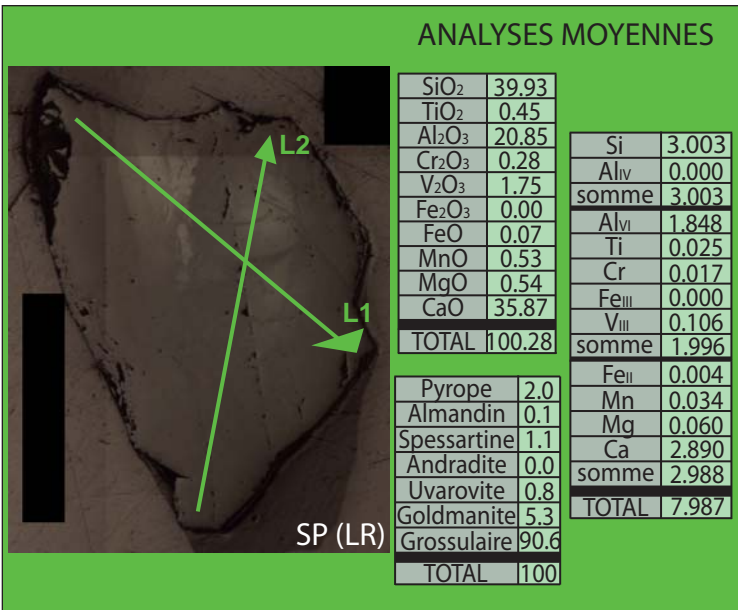 ANALYSES MOYENNES
SiO2 39.93
TiO2 0.45
Al2O3 20.85
Cr2O3 0.28
V2O3 1.75
Fe2O3 0.00
FeO 0.07
MnO 0.53
MgO 0.54
CaO 35.87
TOTAL 100.28
Pyrope 2.0
Almandin 0.1
Spessartine 1.1
Andradite 0.0
Uvarovite 0.8
Goldmanite 5.3
Grossulaire 90.6
TOTAL 100
Si 3.003
AlIV 0.000
somme 3.003
AlVI 1.848
Ti 0.025
Cr 0.017
FeIII 0.000
VIII 0.106
somme 1.996
FeII 0.004
Mn 0.034
Mg 0.060
Ca 2.890
somme 2.988
TOTAL 7.987
L2
L1
SP (LR)